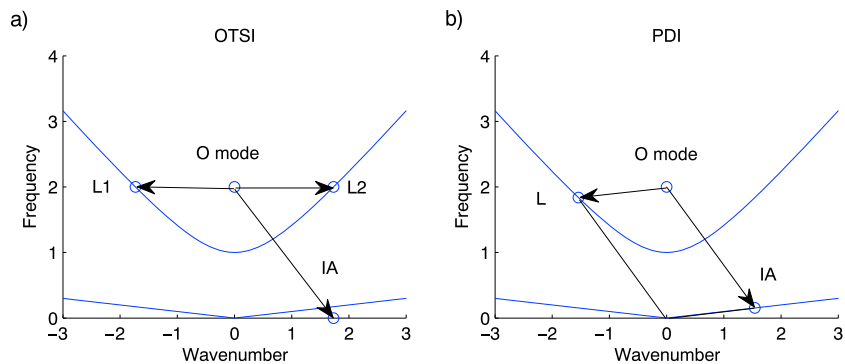 a)
OTSI
4
3
2
1
0
Frequency
O mode
L1
L2
IA
−3 −2 −1 0 1 2 3
Wavenumber
b)
PDI
4
3
2
1
0
Frequency
O mode
L
IA
−3 −2 −1 0 1 2 3
Wavenumber